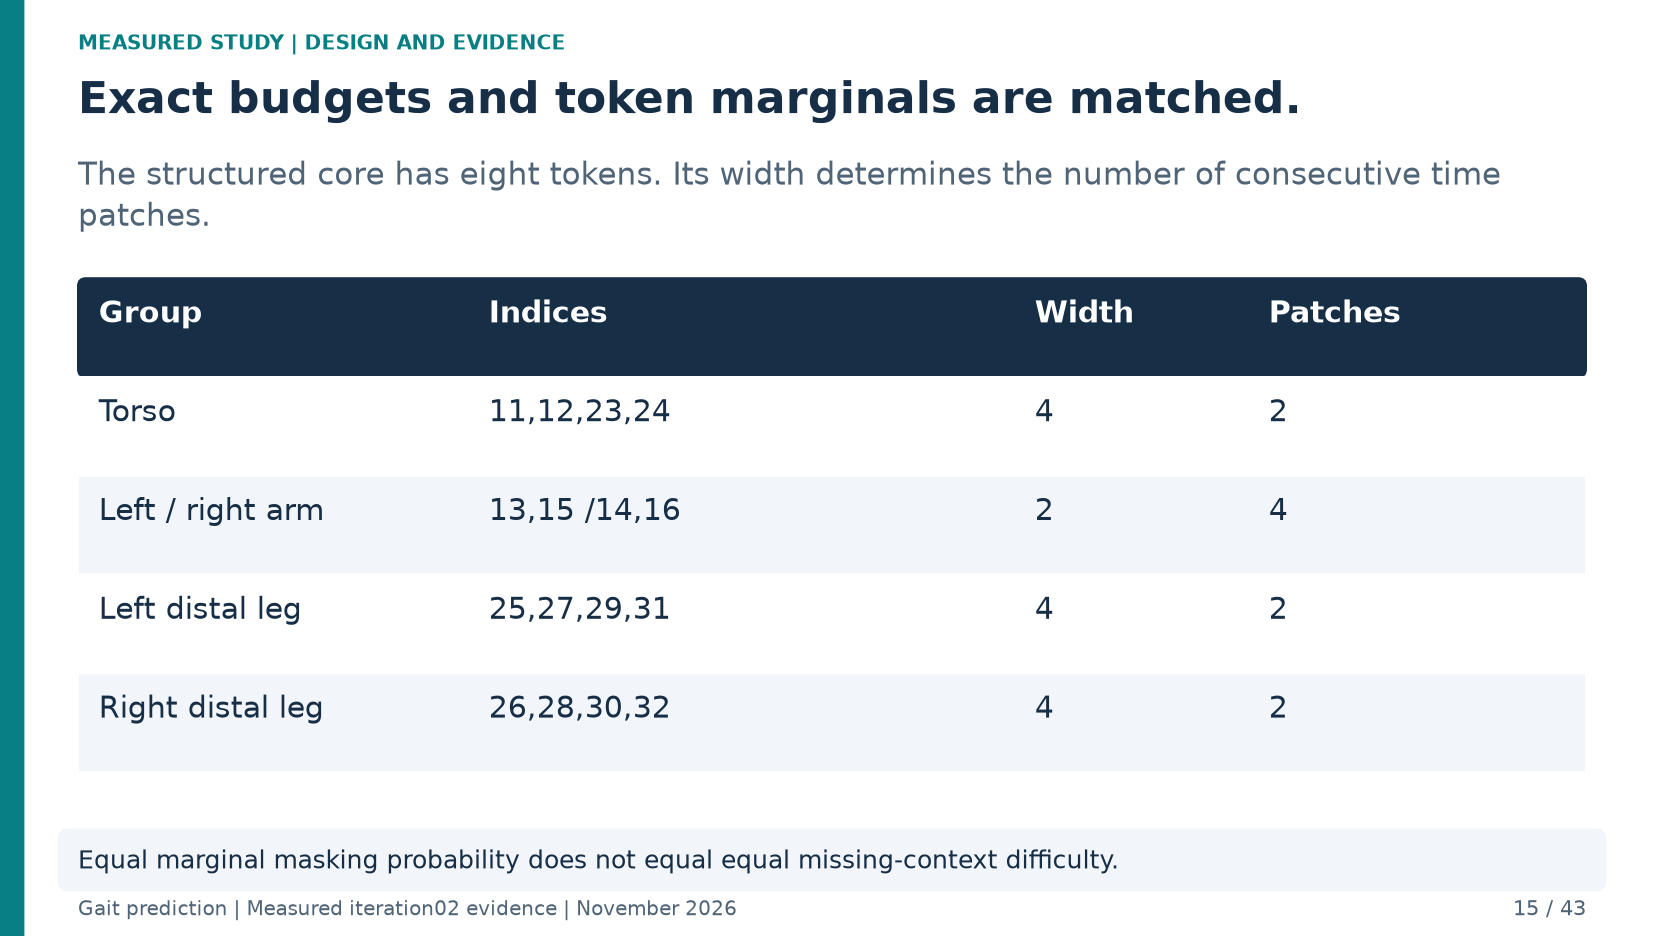 MEASURED STUDY | DESIGN AND EVIDENCE
Exact budgets and token marginals are matched.
The structured core has eight tokens. Its width determines the number of consecutive time
patches.
Group Indices Width Patches
Torso 11,12,23,24 4 2
Left / right arm 13,15 /14,16 2 4
Left distal leg 25,27,29,31 4 2
Right distal leg 26,28,30,32 4 2
Equal marginal masking probability does not equal equal missing-context difficulty.
Gait prediction | Measured iteration02 evidence | November 2026 15 / 43